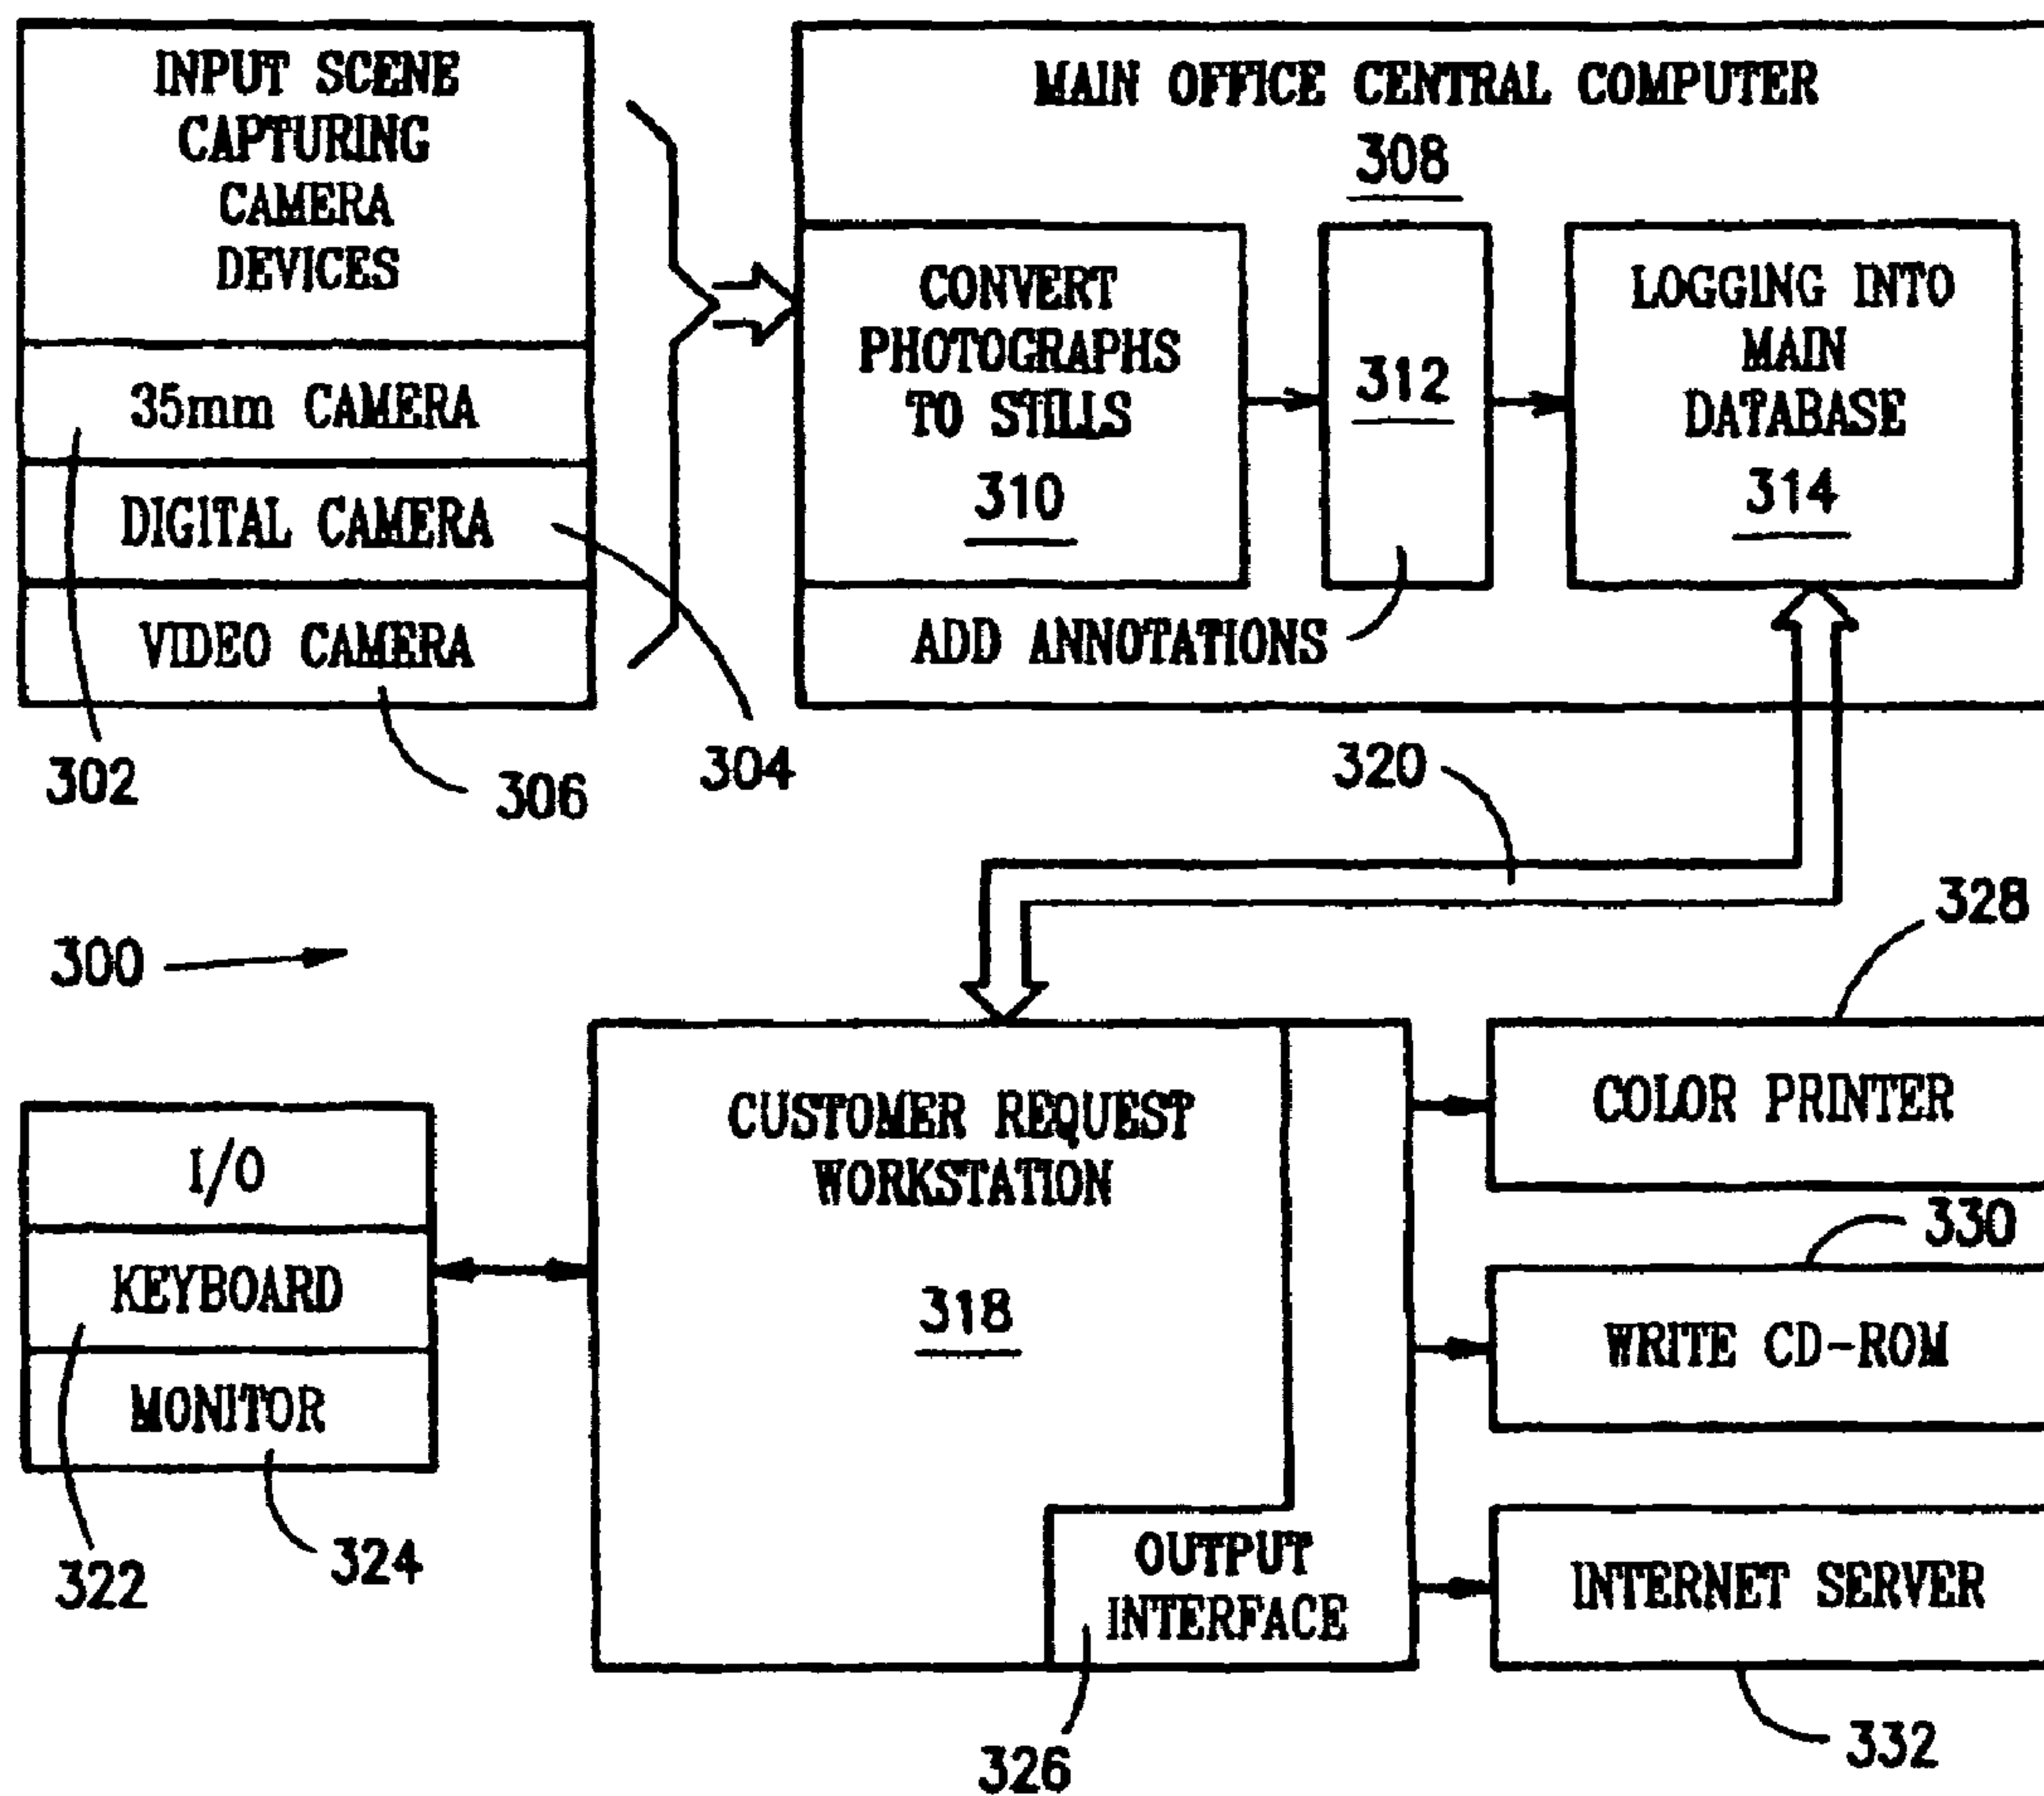 INPUT SCENE
CAPTURING
CAMERA
DEVICES
35mm CAMERA
DIGITAL CAMERA
VIDEO CAMERA
302
306
304
MAIN OFFICE CENTRAL COMPUTER
308
CONVERT
PHOTOGRAPHS
TO STILLS
310
312
LOGGING INTO
MAIN
DATABASE
314
ADD ANNOTATIONS
320
300
328
I/O
KEYBOARD
MONITOR
322
324
CUSTOMER REQUEST
WORKSTATION
318
OUTPUT
INTERFACE
326
COLOR PRINTER
330
WRITE CD-ROM
INTERNET SERVER
332